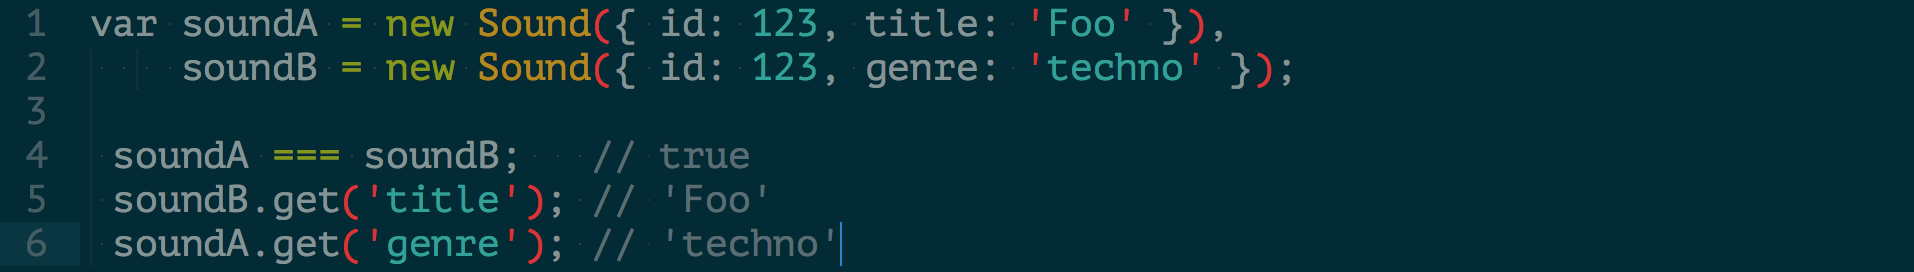 1 var soundA = new Sound({ id: 123, title: 'Foo' }),
2     soundB = new Sound({ id: 123, genre: 'techno' });
3
4  soundA === soundB;   // true
5  soundB.get('title'); // 'Foo'
6  soundA.get('genre'); // 'techno'